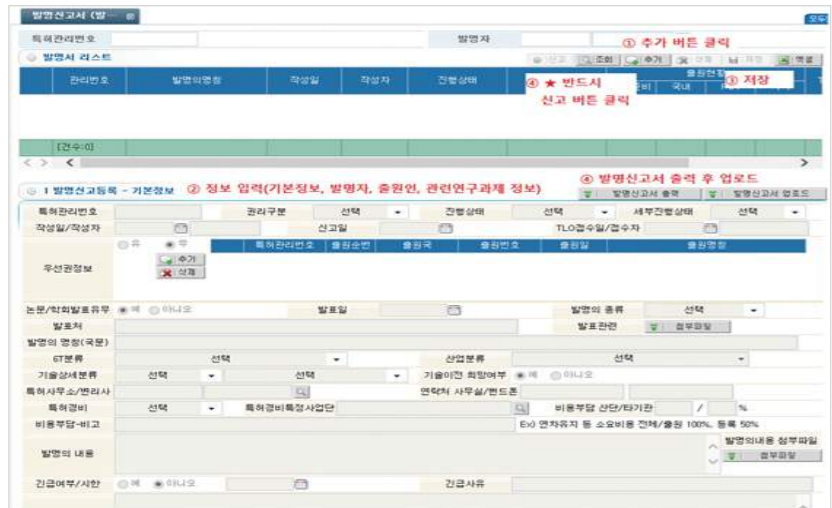 발명신고서 (발…
특허관리번호 발명자
① 추가 버튼 클릭
발명서 리스트 신고 조회 추가 삭제 저장 엑셀
관리번호 발명의명칭 작성일 작성자 진행상태 출원현황
④ ★ 반드시 ③ 저장
신고 버튼 클릭 국내
[건수:0]
④ 발명신고서 출력 후 업로드
1 발명신고등록 - 기본정보 ② 정보 입력(기본정보, 발명자, 출원인, 관련연구과제 정보) 발명신고서 출력 발명신고서 업로드
특허관리번호 권리구분 선택 진행상태 선택 세부진행상태 선택
작성일/작성자 신고일 TLO접수일/접수자
유 무 특허관리번호 출원순번 출원국 출원번호 출원일 출원명칭
우선권정보 추가
삭제
논문/학회발표유무 예 아니오 발표일 발명의 종류 선택
발표처 발표관련 첨부파일
발명의 명칭(국문)
6T분류 선택 산업분류 선택
기술상세분류 선택 선택 기술이전 희망여부 예 아니오
특허사무소/변리사 연락처 사무실/핸드폰
특허경비 선택 특허경비특정사업단 비용부담 산단/타기관 / %
비용부담-비고 Ex) 연차유지 등 소요비용 전체/출원 100%, 등록 50%
발명의 내용 발명의내용 첨부파일
첨부파일
긴급여부/시한 예 아니오 긴급사유